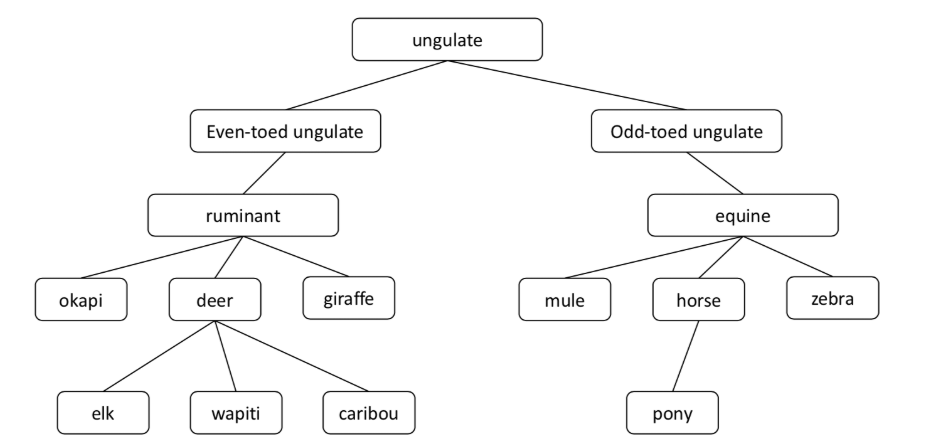 ungulate
Even-toed ungulate
Odd-toed ungulate
ruminant
equine
okapi
deer
giraffe
mule
horse
zebra
elk
wapiti
caribou
pony